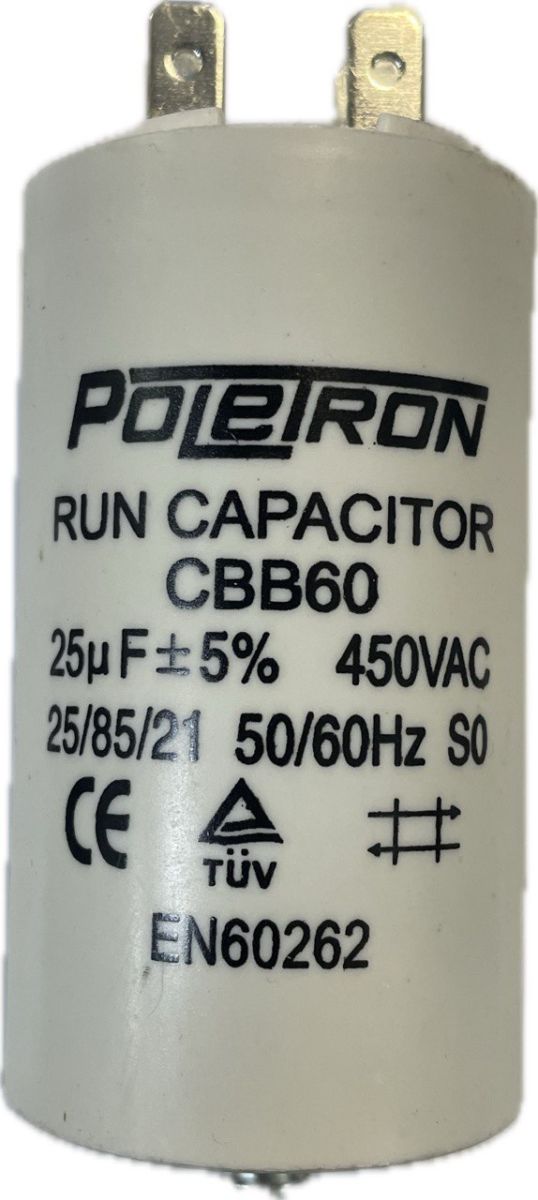 POLETRON
RUN CAPACITOR
CBB60
25µF±5% 450VAC
25/85/21 50/60Hz S0
CE TÜV
EN60262